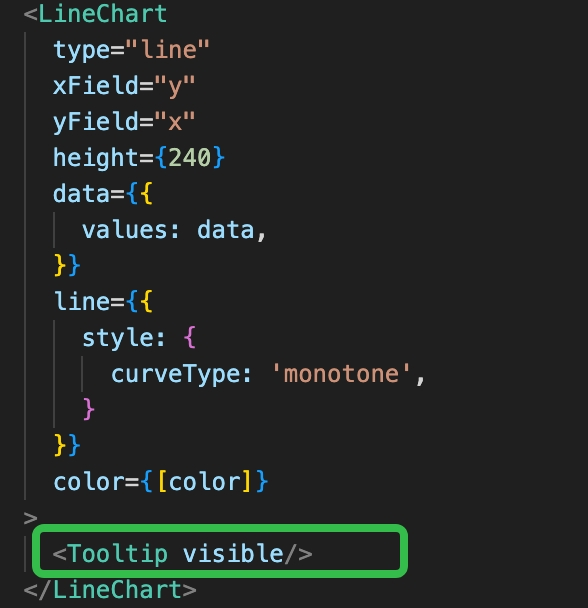 <LineChart
type="line"
xField="y"
yField="x"
height={240}
data={{
values: data,
}}
line={{
style: {
curveType: 'monotone',
}
}}
color={[color]}
>
<Tooltip visible/>
</LineChart>